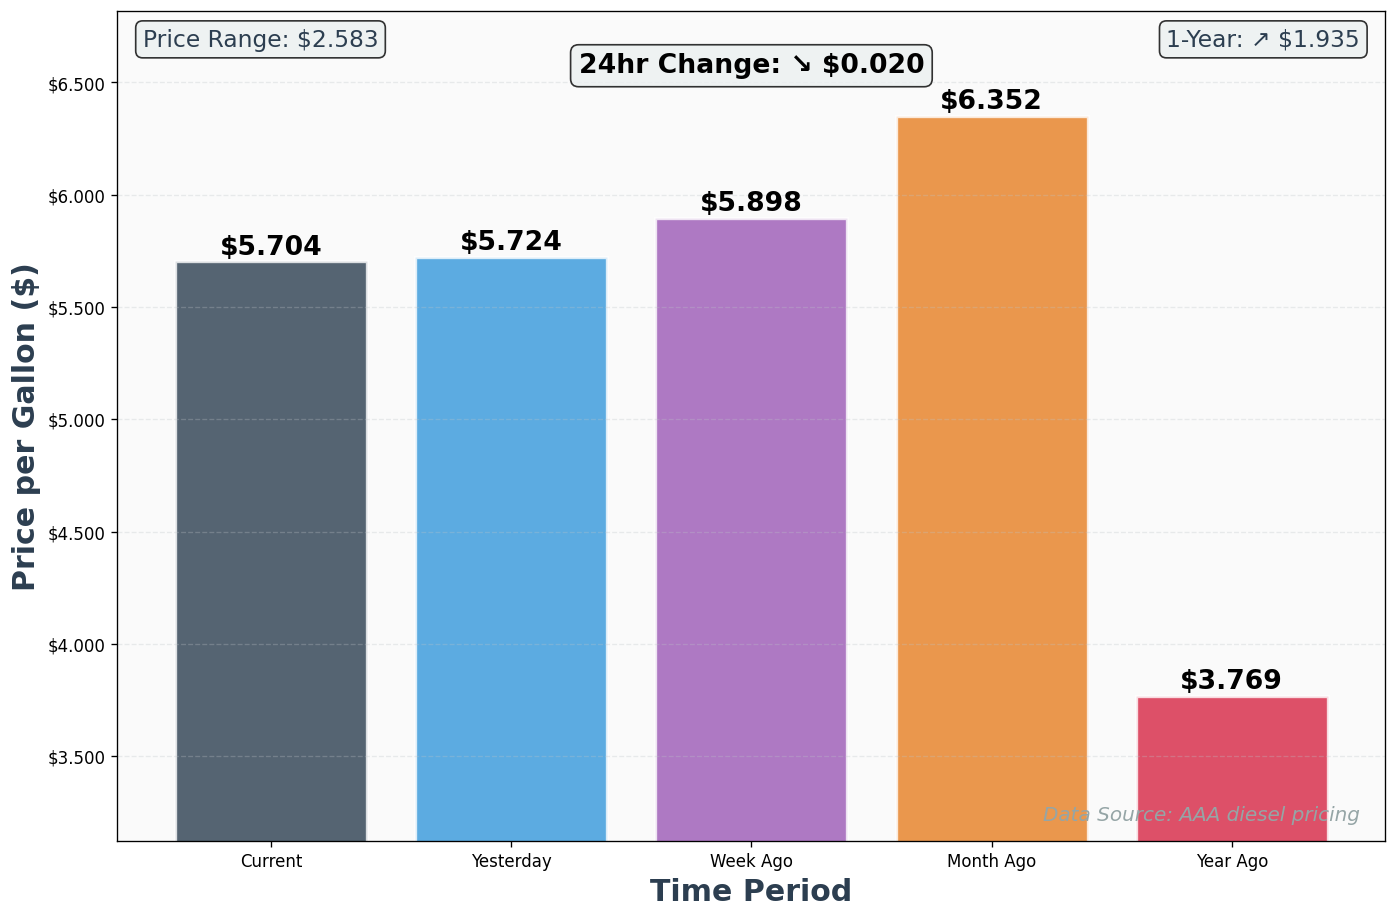 Price Range: $2.583
24hr Change: ↘ $0.020
1-Year: ↗ $1.935
$6.500
$6.000
$5.500
$5.000
$4.500
$4.000
$3.500
Price per Gallon ($)
$5.704
$5.724
$5.898
$6.352
$3.769
Data Source: AAA diesel pricing
Current
Yesterday
Week Ago
Month Ago
Year Ago
Time Period